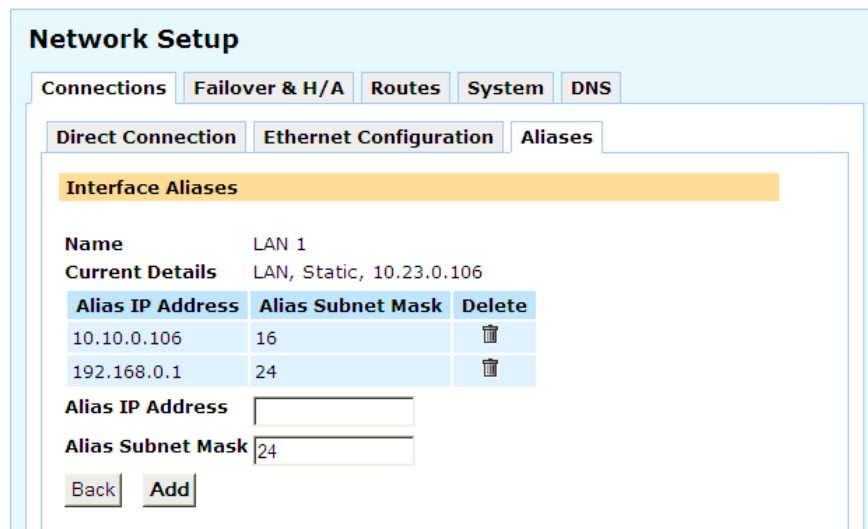 Network Setup
Connections Failover & H/A Routes System DNS
Direct Connection Ethernet Configuration Aliases
Interface Aliases
Name LAN 1
Current Details LAN, Static, 10.23.0.106
Alias IP Address Alias Subnet Mask Delete
10.10.0.106 16
192.168.0.1 24
Alias IP Address
Alias Subnet Mask 24
Back Add